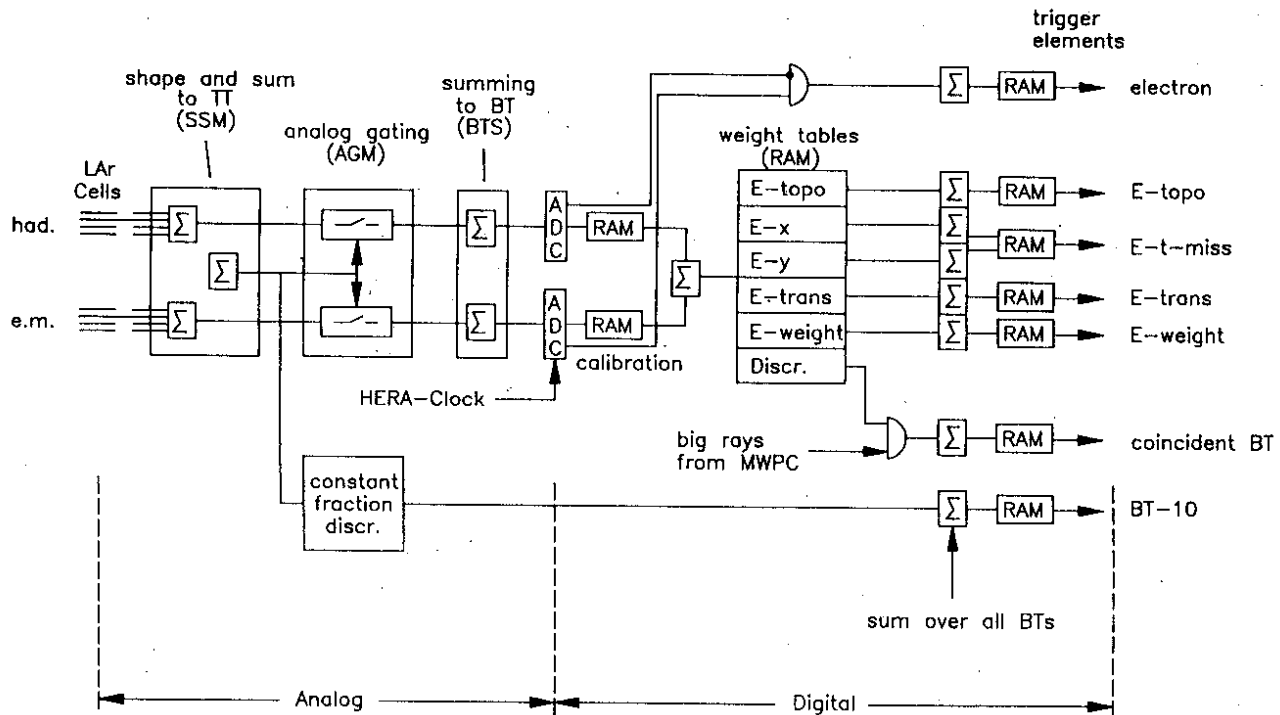 trigger
elements
shape and sum
to TT
(SSM)
summing
to BT
(BTS)
analog gating
(AGM)
weight tables
(RAM)
LAr
Cells
had.
e.m.
Σ
Σ
Σ
Σ
Σ
A
D
C
A
D
C
RAM
RAM
calibration
HERA-Clock
Σ
E-topo
E-x
E-y
E-trans
E-weight
Discr.
big rays
from MWPC
constant
fraction
discr.
Σ RAM electron
Σ RAM E-topo
Σ
Σ
RAM E-t-miss
Σ RAM E-trans
Σ RAM E-weight
Σ RAM coincident BT
Σ RAM BT-10
sum over all BTs
Analog
Digital